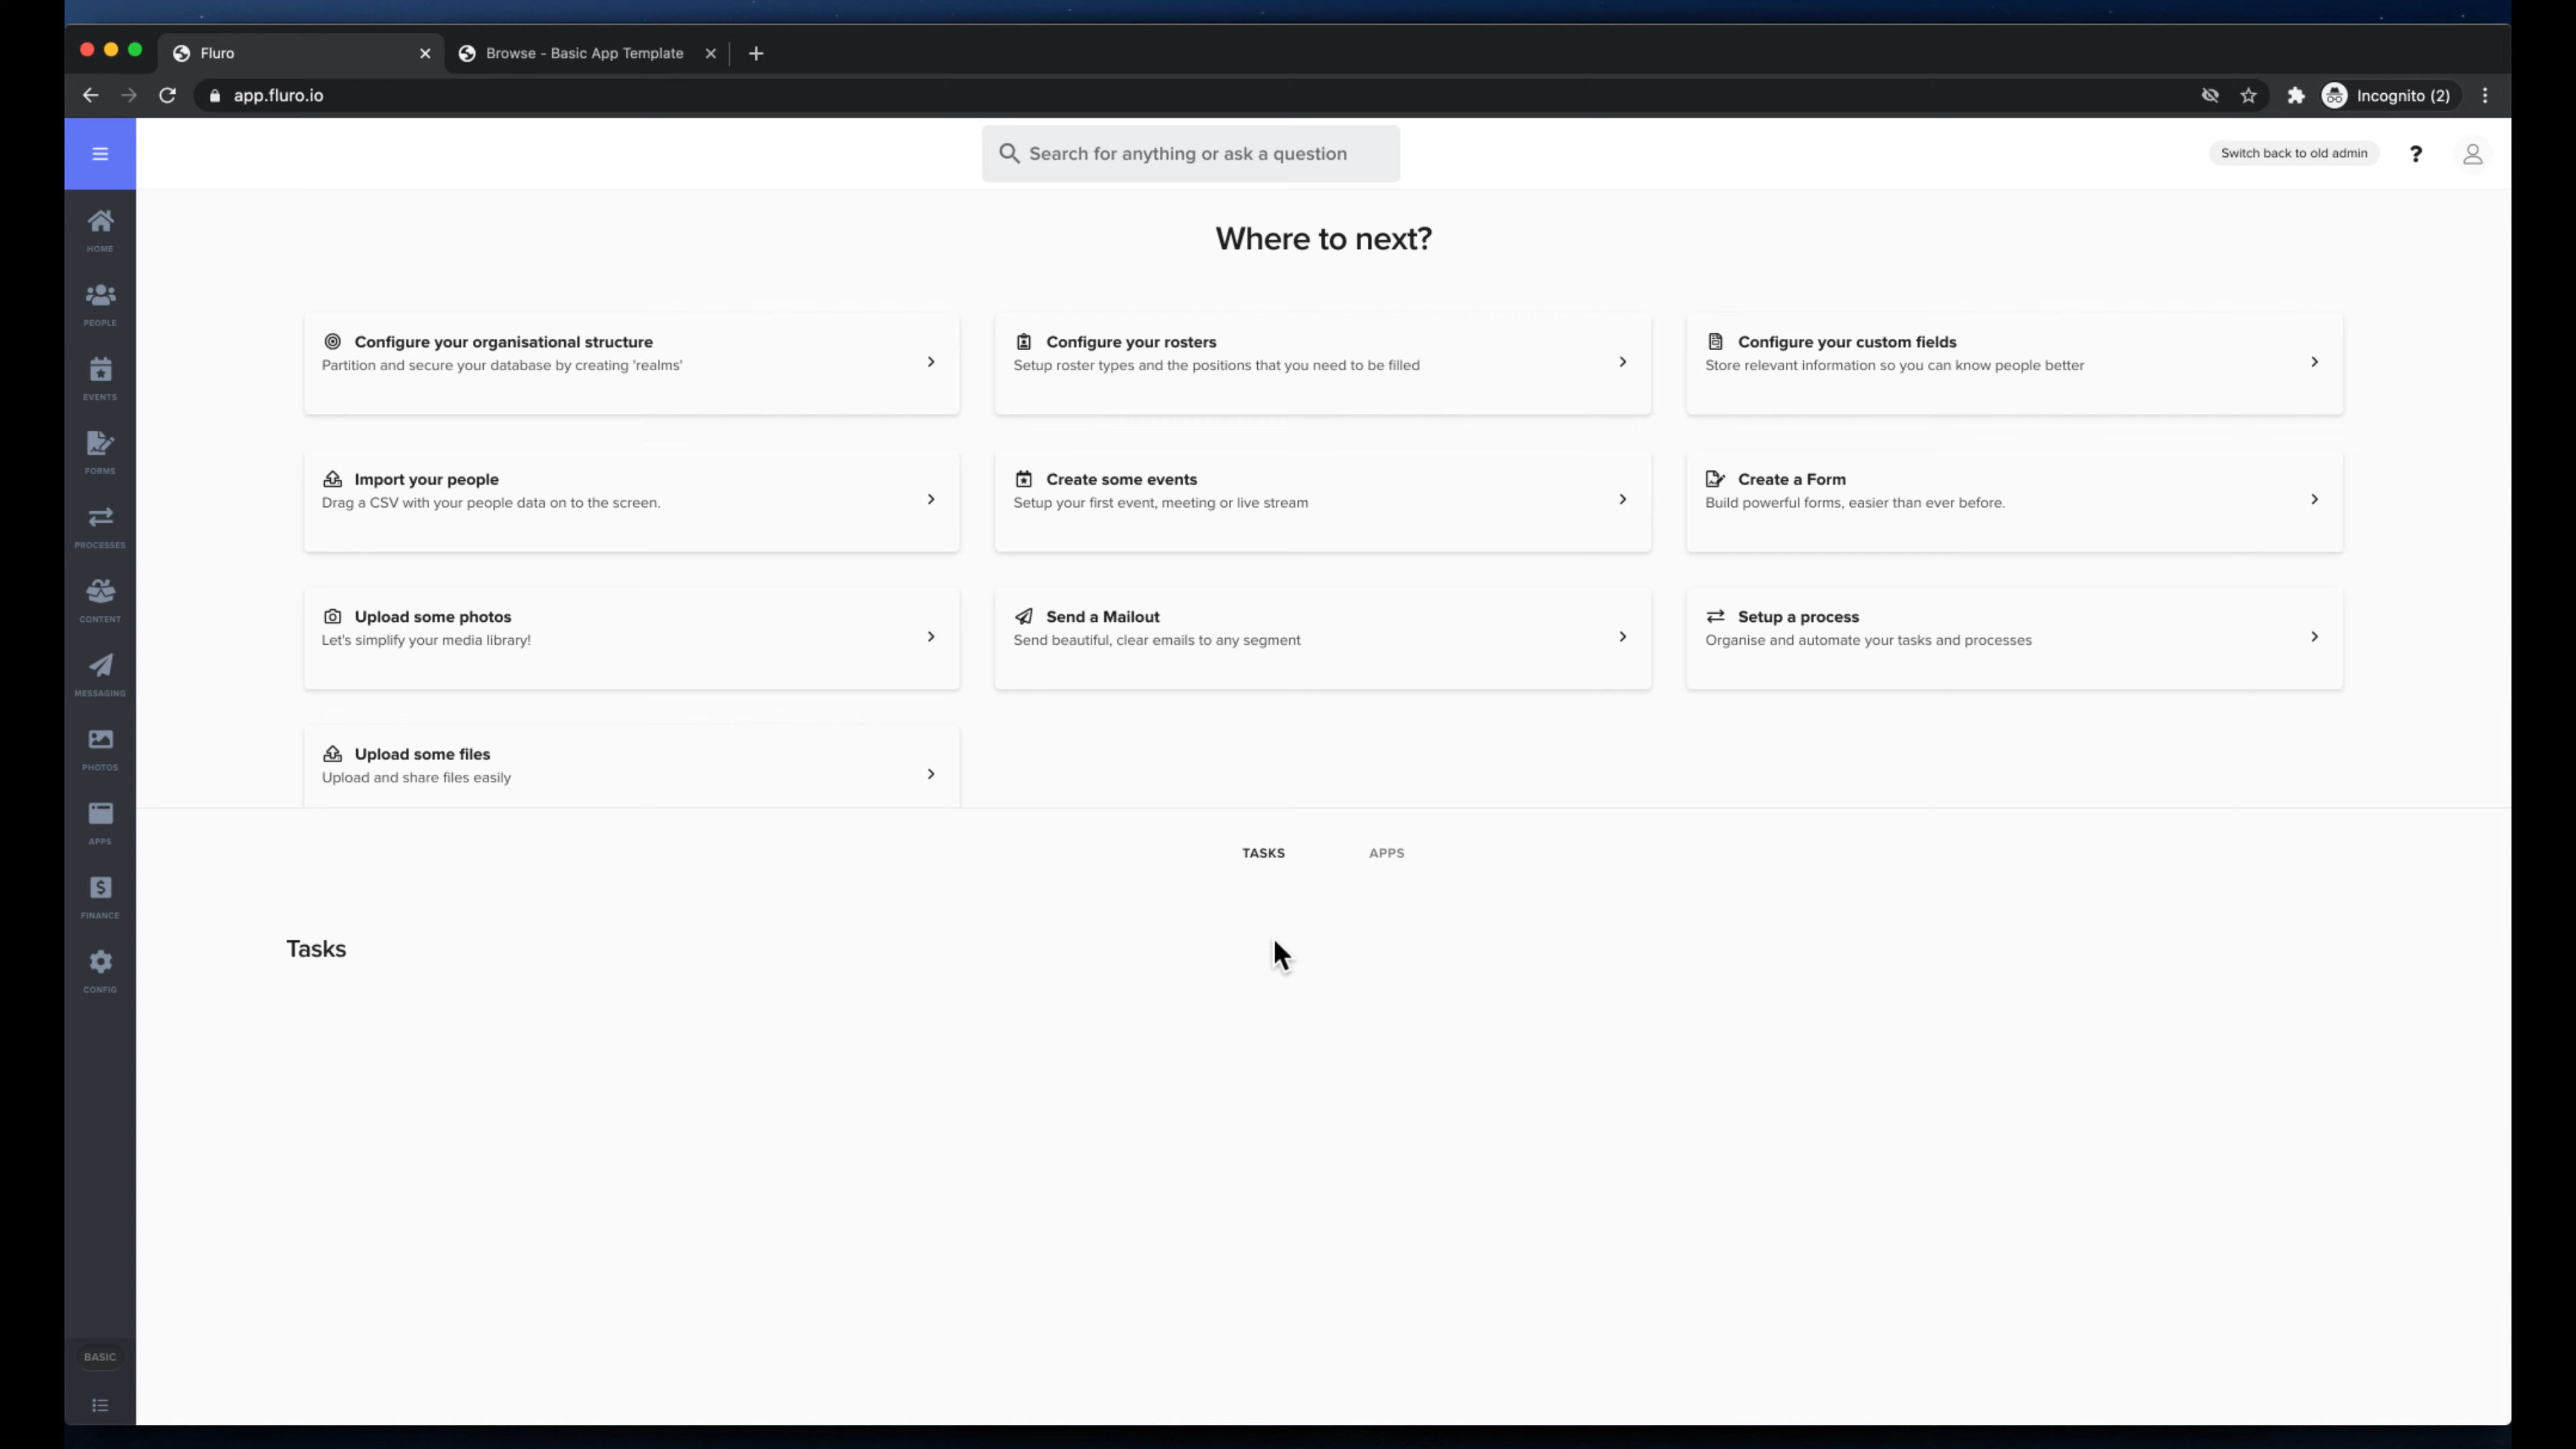 Fluro
Browse - Basic App Template
app.fluro.io
Incognito (2)
Search for anything or ask a question
Switch back to old admin
?
HOME
PEOPLE
EVENTS
FORMS
PROCESSES
CONTENT
MESSAGING
PHOTOS
APPS
FINANCE
CONFIG
BASIC
Where to next?
Configure your organisational structure
Partition and secure your database by creating 'realms'
Configure your rosters
Setup roster types and the positions that you need to be filled
Configure your custom fields
Store relevant information so you can know people better
Import your people
Drag a CSV with your people data on to the screen.
Create some events
Setup your first event, meeting or live stream
Create a Form
Build powerful forms, easier than ever before.
Upload some photos
Let's simplify your media library!
Send a Mailout
Send beautiful, clear emails to any segment
Setup a process
Organise and automate your tasks and processes
Upload some files
Upload and share files easily
TASKS
APPS
Tasks